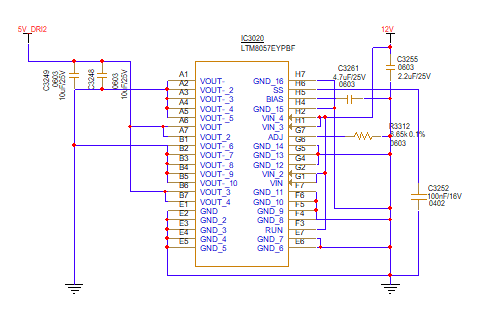 5V_DRI2
12V
IC3020
LTM8057EYPBF
C3249
0603
10uF/25V
C3248
0603
10uF/25V
C3255
0603
2.2uF/25V
C3261
4.7uF/25V
0603
R3312
8.65k 0.1%
0603
C3252
100nF/16V
0402
A1 VOUT- GND_16 H7
A2 VOUT-_2 SS H6
A3 VOUT-_3 BIAS H5
A4 VOUT-_4 GND_15 H4
A5 VOUT-_5 VIN_4 H2
A6 VOUT VIN_3 H1
A7 VOUT_2 ADJ G7
B1 VOUT-_6 GND_14 G6
B2 VOUT-_7 GND_13 G5
B3 VOUT-_8 GND_12 G4
B4 VOUT-_9 VIN_2 G2
B5 VOUT-_10 VIN G1
B6 VOUT_3 GND_11 F7
B7 VOUT_4 GND_10 F6
E1 GND GND_9 F5
E2 GND_2 GND_8 F4
E3 GND_3 RUN F3
E4 GND_4 GND_7 E7
E5 GND_5 GND_6 E6